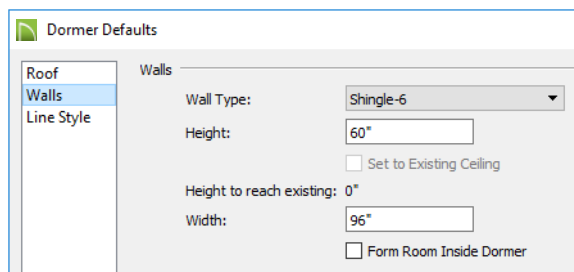 Dormer Defaults
Roof
Walls
Line Style
Walls
Wall Type: Shingle-6
Height: 60"
Set to Existing Ceiling
Height to reach existing: 0"
Width: 96"
Form Room Inside Dormer